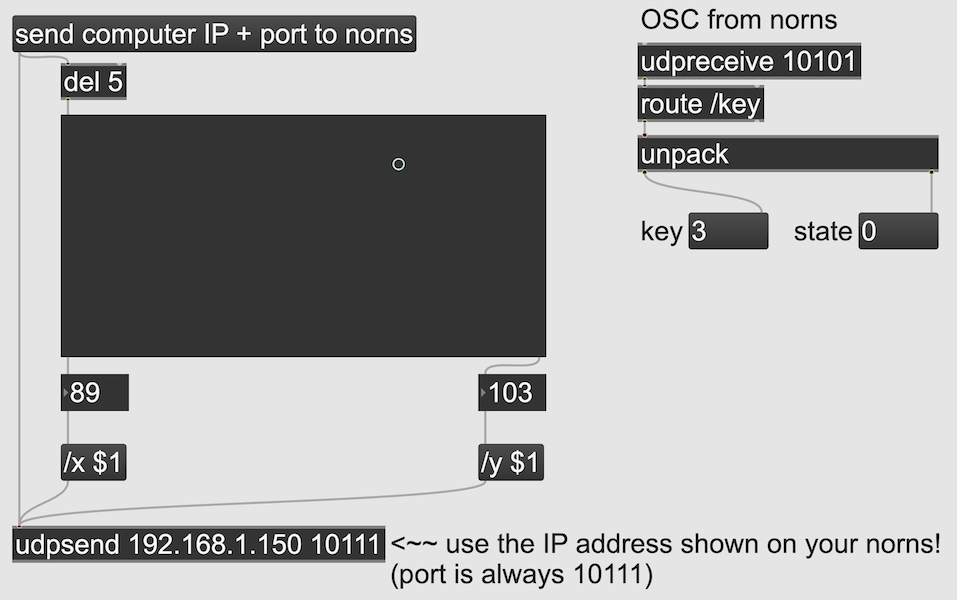 send computer IP + port to norns
del 5
89
103
/x $1
/y $1
udpsend 192.168.1.150 10111
<~~ use the IP address shown on your norns!
(port is always 10111)
OSC from norns
udpreceive 10101
route /key
unpack
key 3
state 0